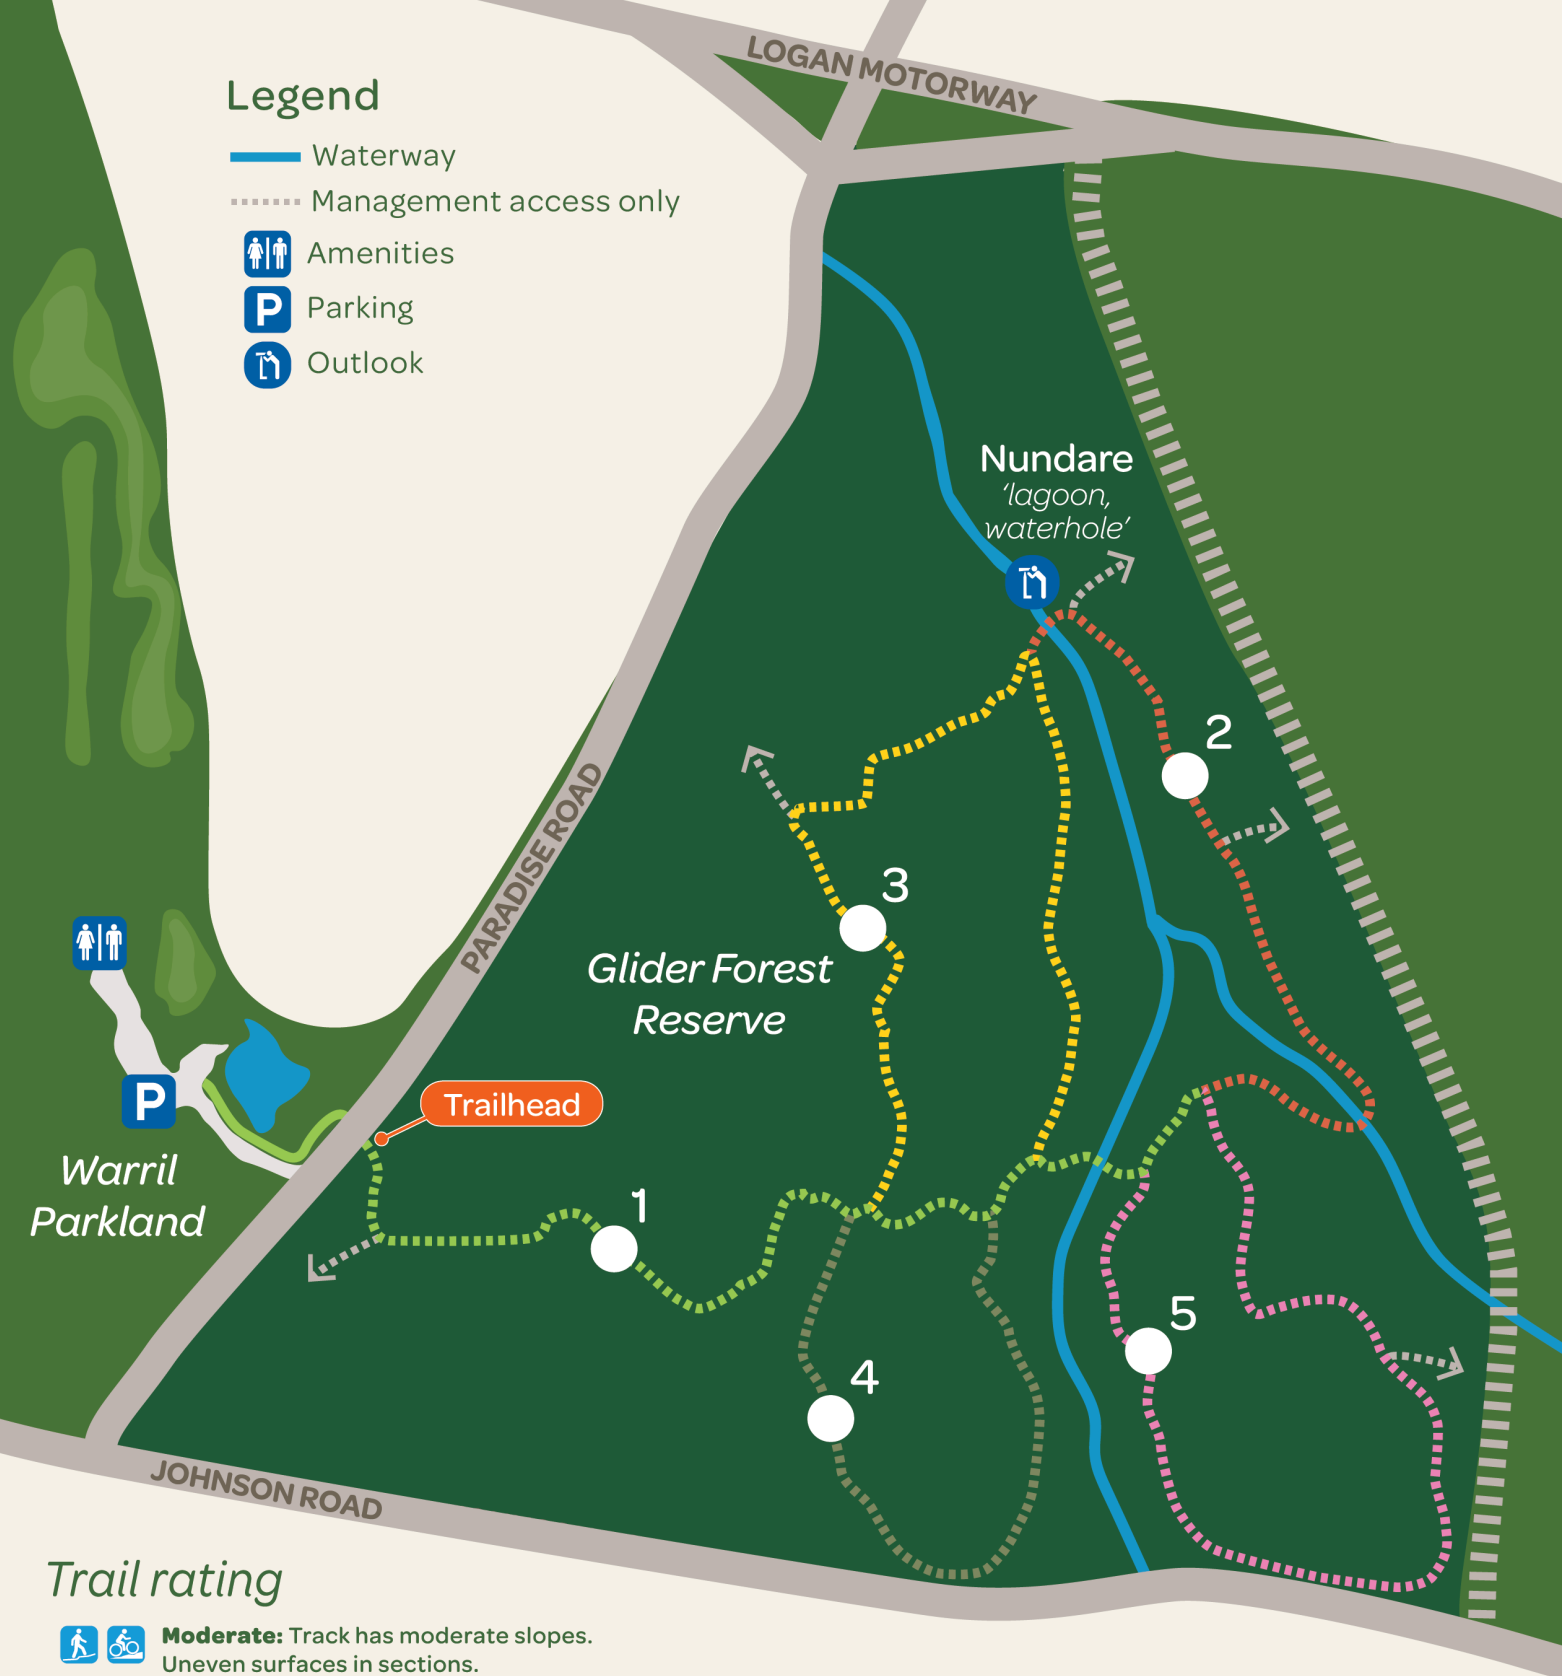 LOGAN MOTORWAY
Legend
Waterway
Management access only
Amenities
P
Parking
Outlook
Nundare
‘lagoon,
waterhole’
2
PARADISE ROAD
3
Glider Forest
Reserve
P
Trailhead
Warril
Parkland
1
5
4
JOHNSON ROAD
Trail rating
Moderate: Track has moderate slopes.
Uneven surfaces in sections.